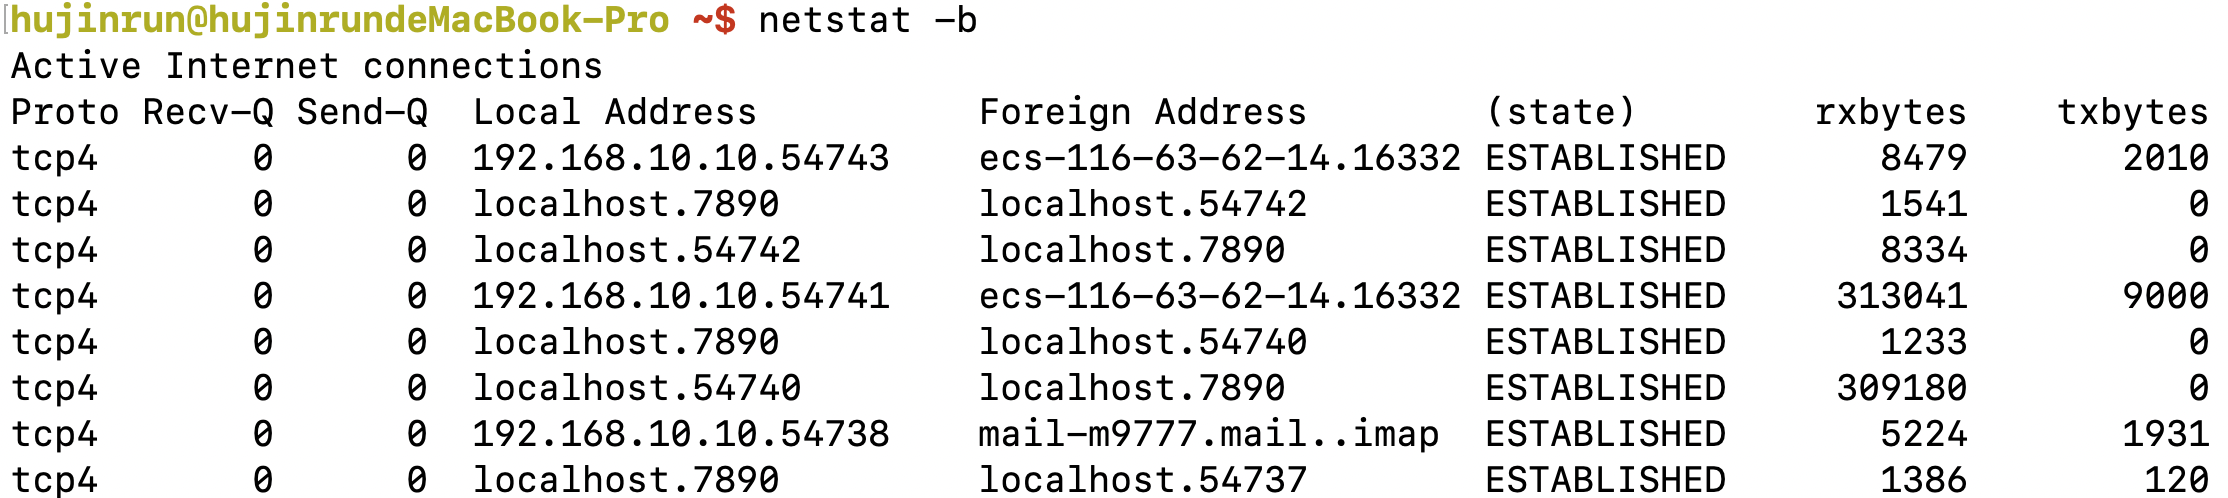 hujinrun@hujinrundeMacBook-Pro ~$ netstat -b
Active Internet connections
Proto Recv-Q Send-Q  Local Address          Foreign Address        (state)        rxbytes    txbytes
tcp4       0      0  192.168.10.10.54743    ecs-116-63-62-14.16332 ESTABLISHED       8479       2010
tcp4       0      0  localhost.7890         localhost.54742        ESTABLISHED       1541          0
tcp4       0      0  localhost.54742        localhost.7890         ESTABLISHED       8334          0
tcp4       0      0  192.168.10.10.54741    ecs-116-63-62-14.16332 ESTABLISHED     313041       9000
tcp4       0      0  localhost.7890         localhost.54740        ESTABLISHED       1233          0
tcp4       0      0  localhost.54740        localhost.7890         ESTABLISHED     309180          0
tcp4       0      0  192.168.10.10.54738    mail-m9777.mail..imap  ESTABLISHED       5224       1931
tcp4       0      0  localhost.7890         localhost.54737        ESTABLISHED       1386        120